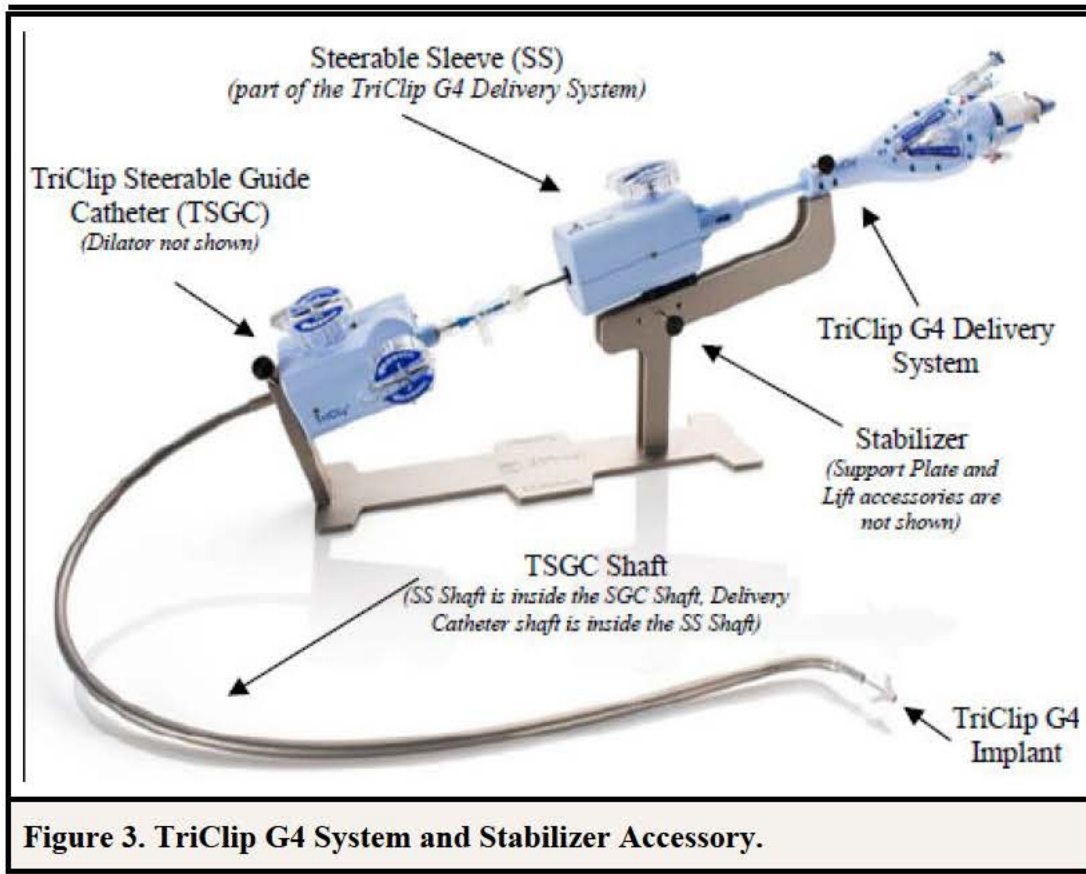 Steerable Sleeve (SS)
(part of the TriClip G4 Delivery System)
TriClip Steerable Guide
Catheter (TSGC)
(Dilator not shown)
TriClip G4 Delivery
System
Stabilizer
(Support Plate and
Lift accessories are
not shown)
TSGC Shaft
(SS Shaft is inside the SGC Shaft, Delivery
Catheter shaft is inside the SS Shaft)
TriClip G4
Implant
Figure 3. TriClip G4 System and Stabilizer Accessory.